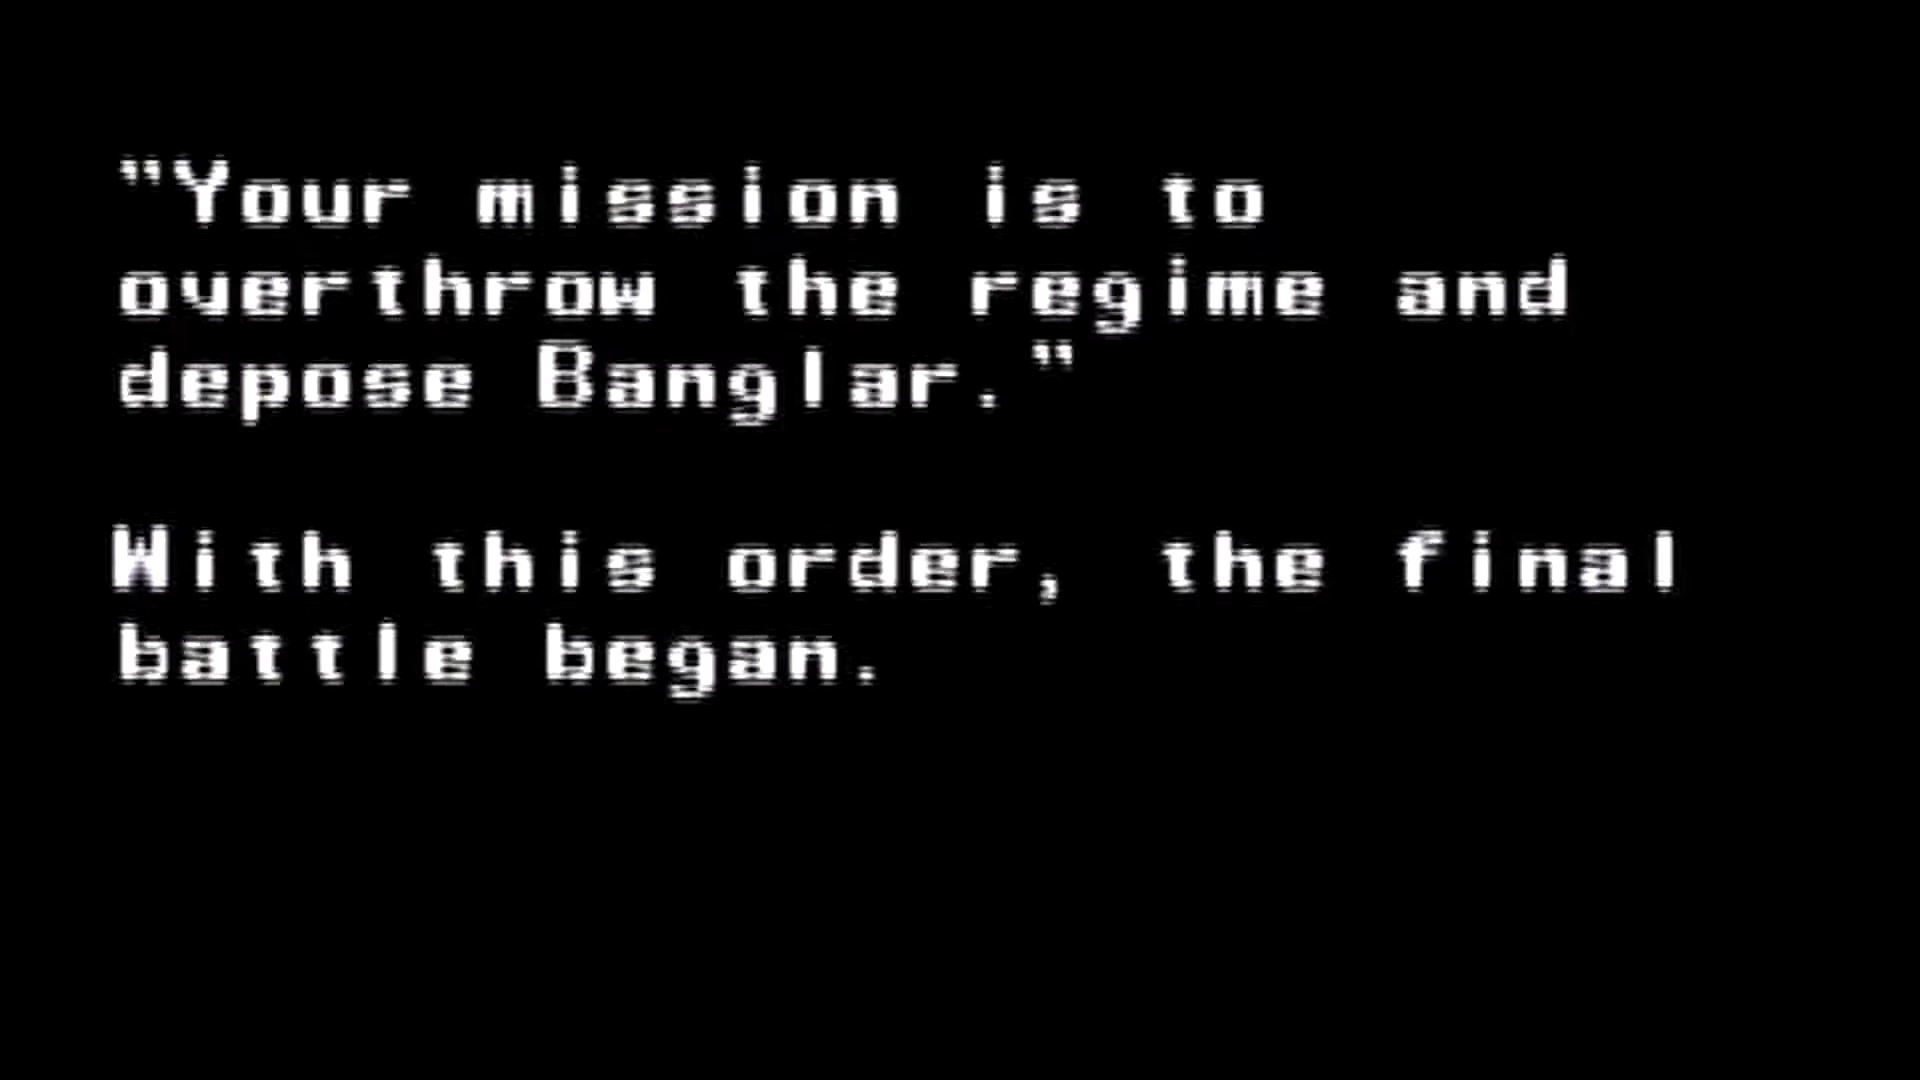 "Your mission is to
overthrow the regime and
depose Banglar."
With this order, the final
battle began.